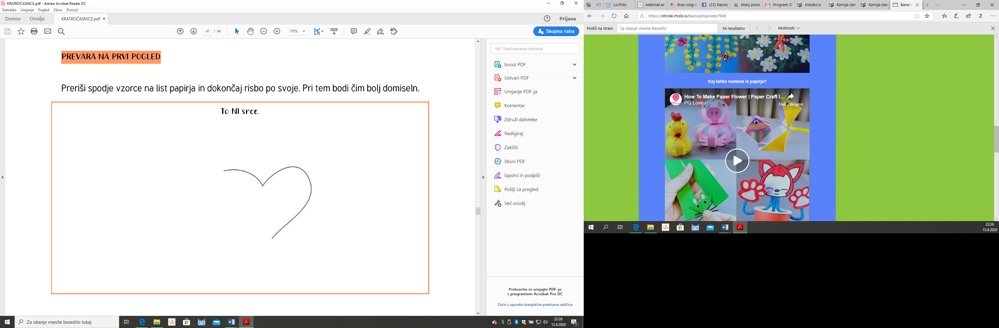 KRATKOČASNICE.pdf - Adobe Acrobat Reader DC
Datoteka Urejanje Pogled Okno Pomoč
Domov Orodja KRATKOČASNICE.pdf × Prijava
41 / 64 170% Skupna raba
PREVARA NA PRVI POGLED
Preriši spodje vzorce na list papirja in dokončaj risbo po svoje. Pri tem bodi čim bolj domiseln.
To NI srce.
Išči 'Izpolnjevanje obrazca'
Izvozi PDF
Ustvari PDF
Urejanje PDF-ja
Komentar
Združi datoteke
Redigiraj
Zaščiti
Stisni PDF
Izpolni in podpiši
Pošlji za pregled
Več orodij
Pretvorite in urejajte PDF-je
s programom Acrobat Pro DC
Začni z uporabo brezplačne preskusne različice
Za iskanje vnesite besedilo tukaj
22:26
13.4.2020
1
Lo.Polis webmail.ar 9raz-osig: (22) Razrec Manj pom Program O eVedez.si Kemija dan Kemija dan Bansi -
https://otroski.rtvslo.si/bansi/prispevek/7908
Poišči na strani Za iskanje vnesite besedilo Ni rezultatov Možnosti
Kaj lahko nastane iz papirja?
How To Make Paper Flower | Paper Craft I...
PQ Love •
Deli z drugimi
22:26
13.4.2020